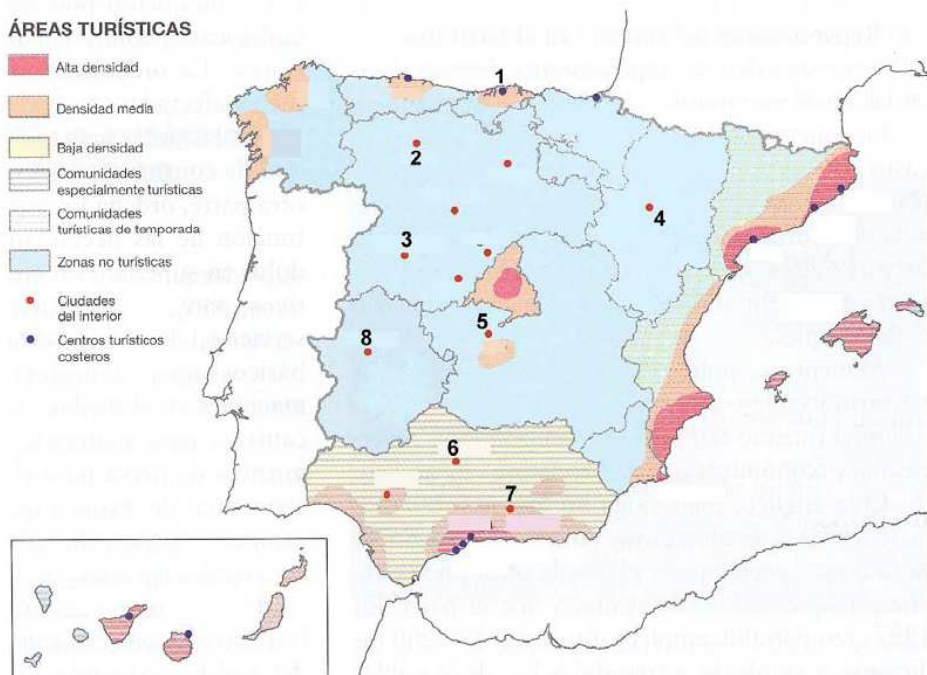 ÁREAS TURÍSTICAS
Alta densidad
Densidad media
Baja densidad
Comunidades
especialmente turísticas
Comunidades
turísticas de temporada
Zonas no turísticas
Ciudades
del interior
Centros turísticos
costeros
1
2
3
4
5
8
6
7